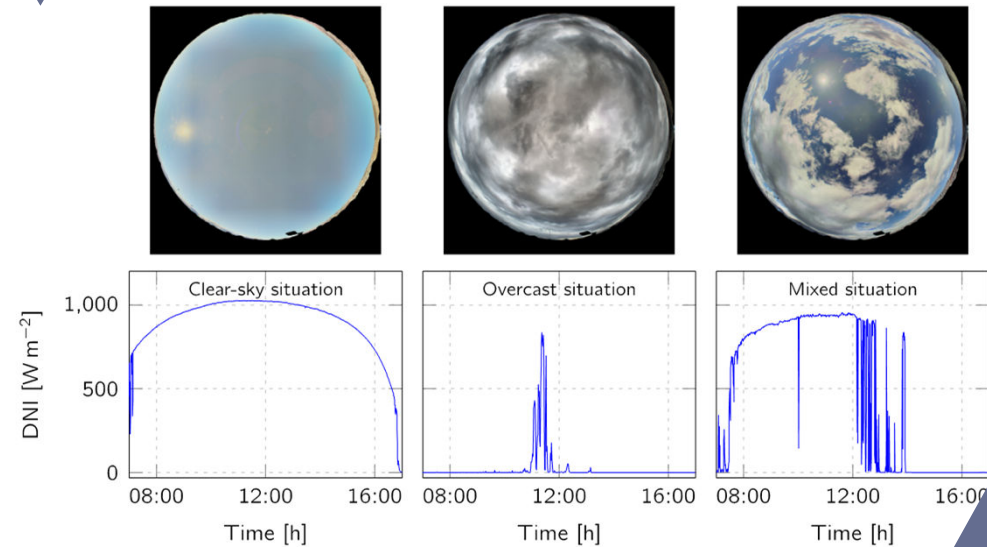 Clear-sky situation
Overcast situation
Mixed situation
DNI [W m⁻²]
1,000
500
0
08:00 12:00 16:00
08:00 12:00 16:00
08:00 12:00 16:00
Time [h]
Time [h]
Time [h]